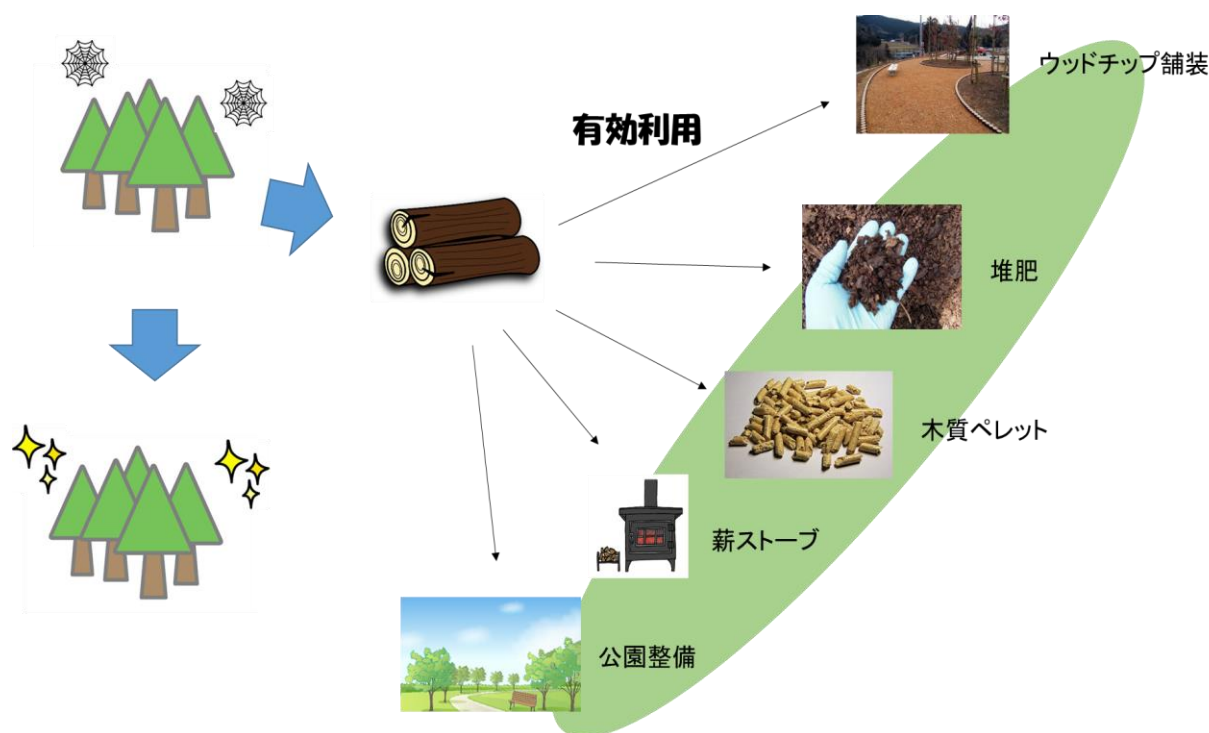 ウッドチップ舗装
有効利用
堆肥
木質ペレット
薪ストーブ
公園整備